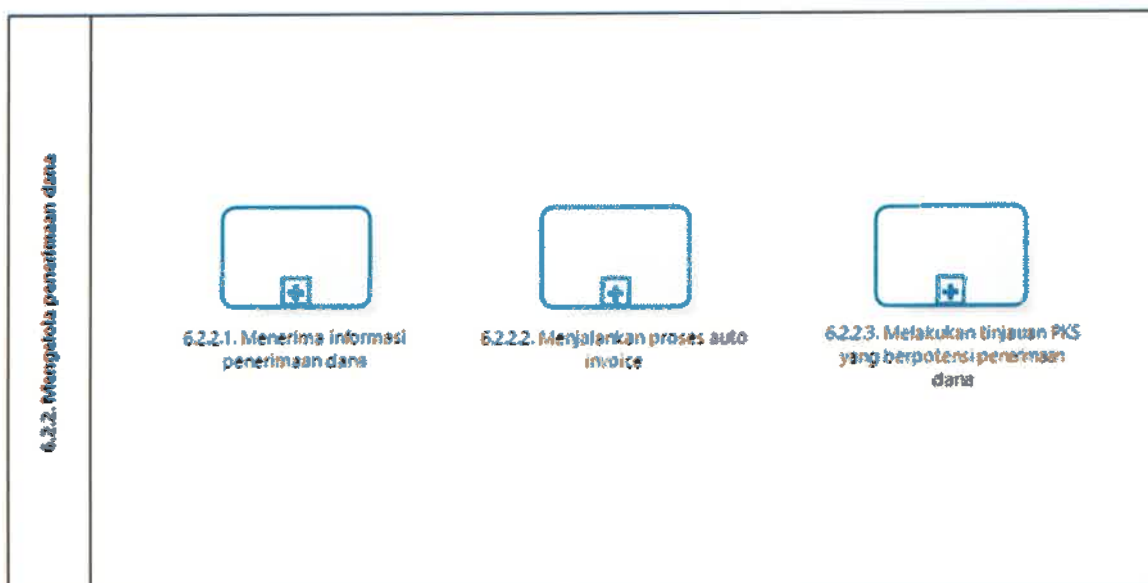 6.2.2. Mengelola penerimaan dana
6.2.2.1. Menerima informasi
penerimaan dana
6.2.2.2. Menjalankan proses auto
invoice
6.2.2.3. Melakukan tinjauan PKS
yang berpotensi penerimaan
dana